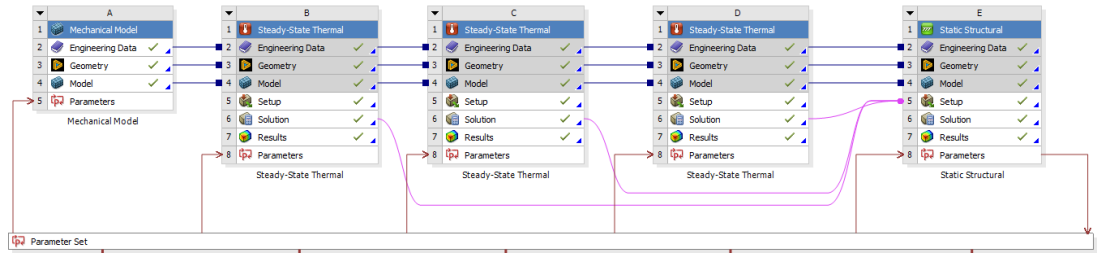 A
1 Mechanical Model
2 Engineering Data
3 Geometry
4 Model
5 Parameters
Mechanical Model
B
1 Steady-State Thermal
2 Engineering Data
3 Geometry
4 Model
5 Setup
6 Solution
7 Results
8 Parameters
Steady-State Thermal
C
1 Steady-State Thermal
2 Engineering Data
3 Geometry
4 Model
5 Setup
6 Solution
7 Results
8 Parameters
Steady-State Thermal
D
1 Steady-State Thermal
2 Engineering Data
3 Geometry
4 Model
5 Setup
6 Solution
7 Results
8 Parameters
Steady-State Thermal
E
1 Static Structural
2 Engineering Data
3 Geometry
4 Model
5 Setup
6 Solution
7 Results
8 Parameters
Static Structural
Parameter Set